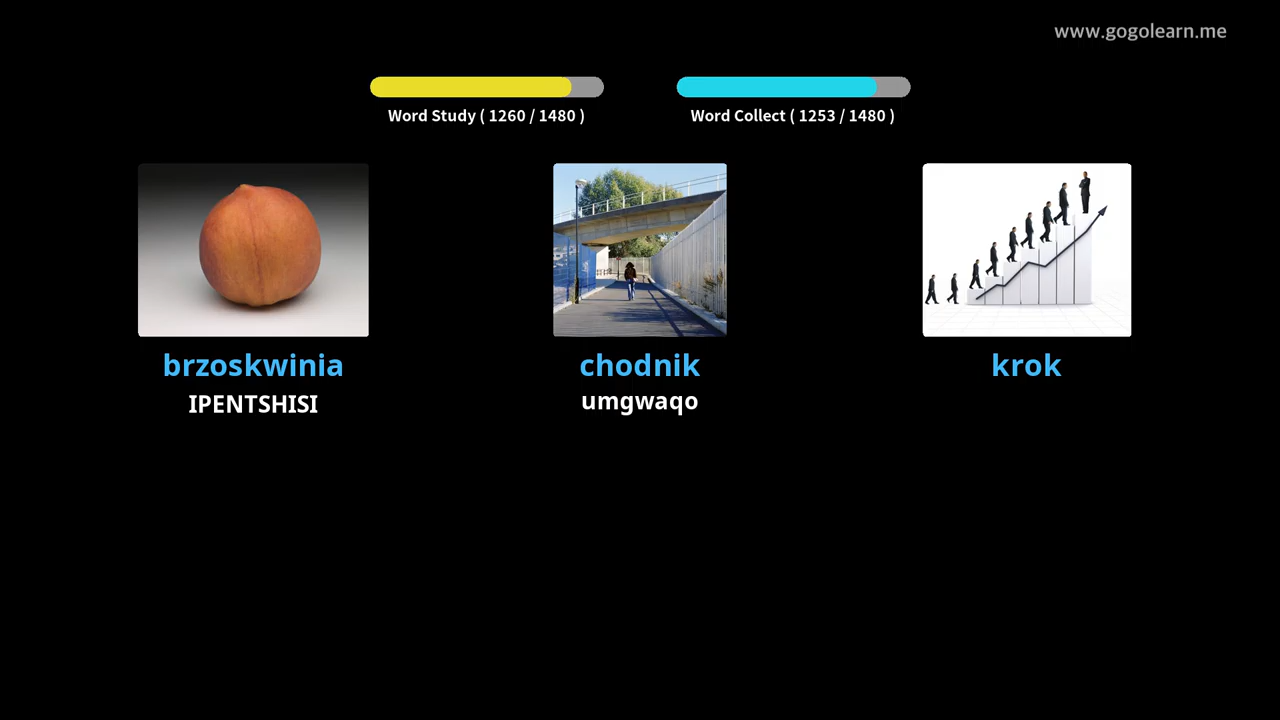 www.gogolearn.me
Word Study ( 1260 / 1480 )
Word Collect ( 1253 / 1480 )
brzoskwinia
IPENTSHISI
chodnik
umgwaqo
krok